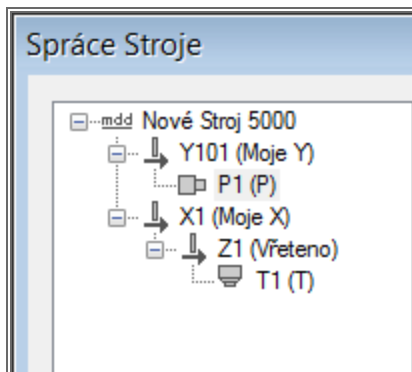 Spráce Stroje
mdd Nové Stroj 5000
Y101 (Moje Y)
P1 (P)
X1 (Moje X)
Z1 (Vřeteno)
T1 (T)